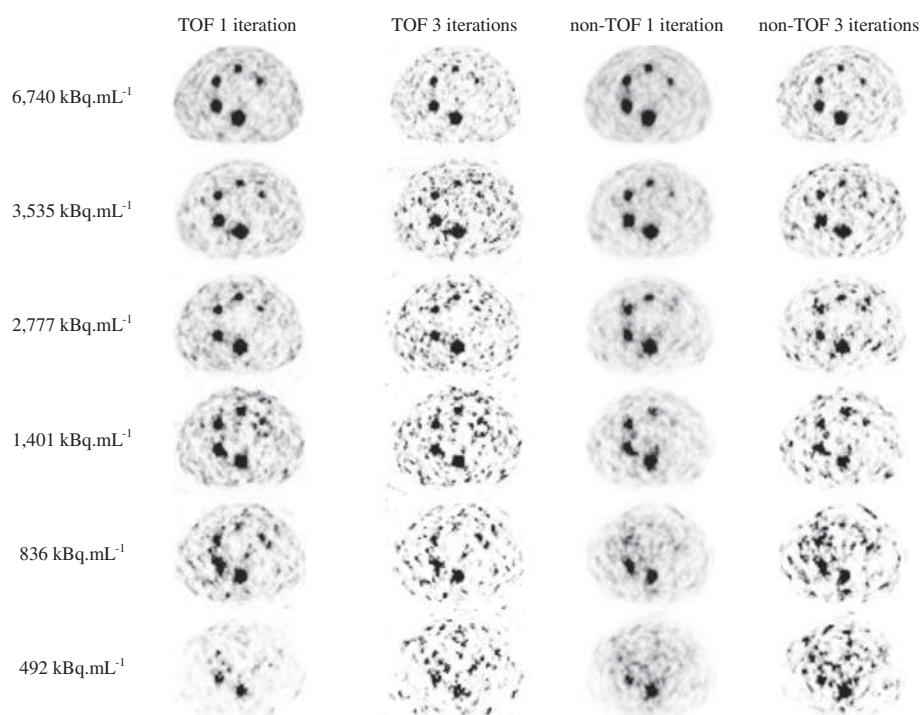 TOF 1 iteration TOF 3 iterations non-TOF 1 iteration non-TOF 3 iterations
6,740 kBq.mL⁻¹
3,535 kBq.mL⁻¹
2,777 kBq.mL⁻¹
1,401 kBq.mL⁻¹
836 kBq.mL⁻¹
492 kBq.mL⁻¹